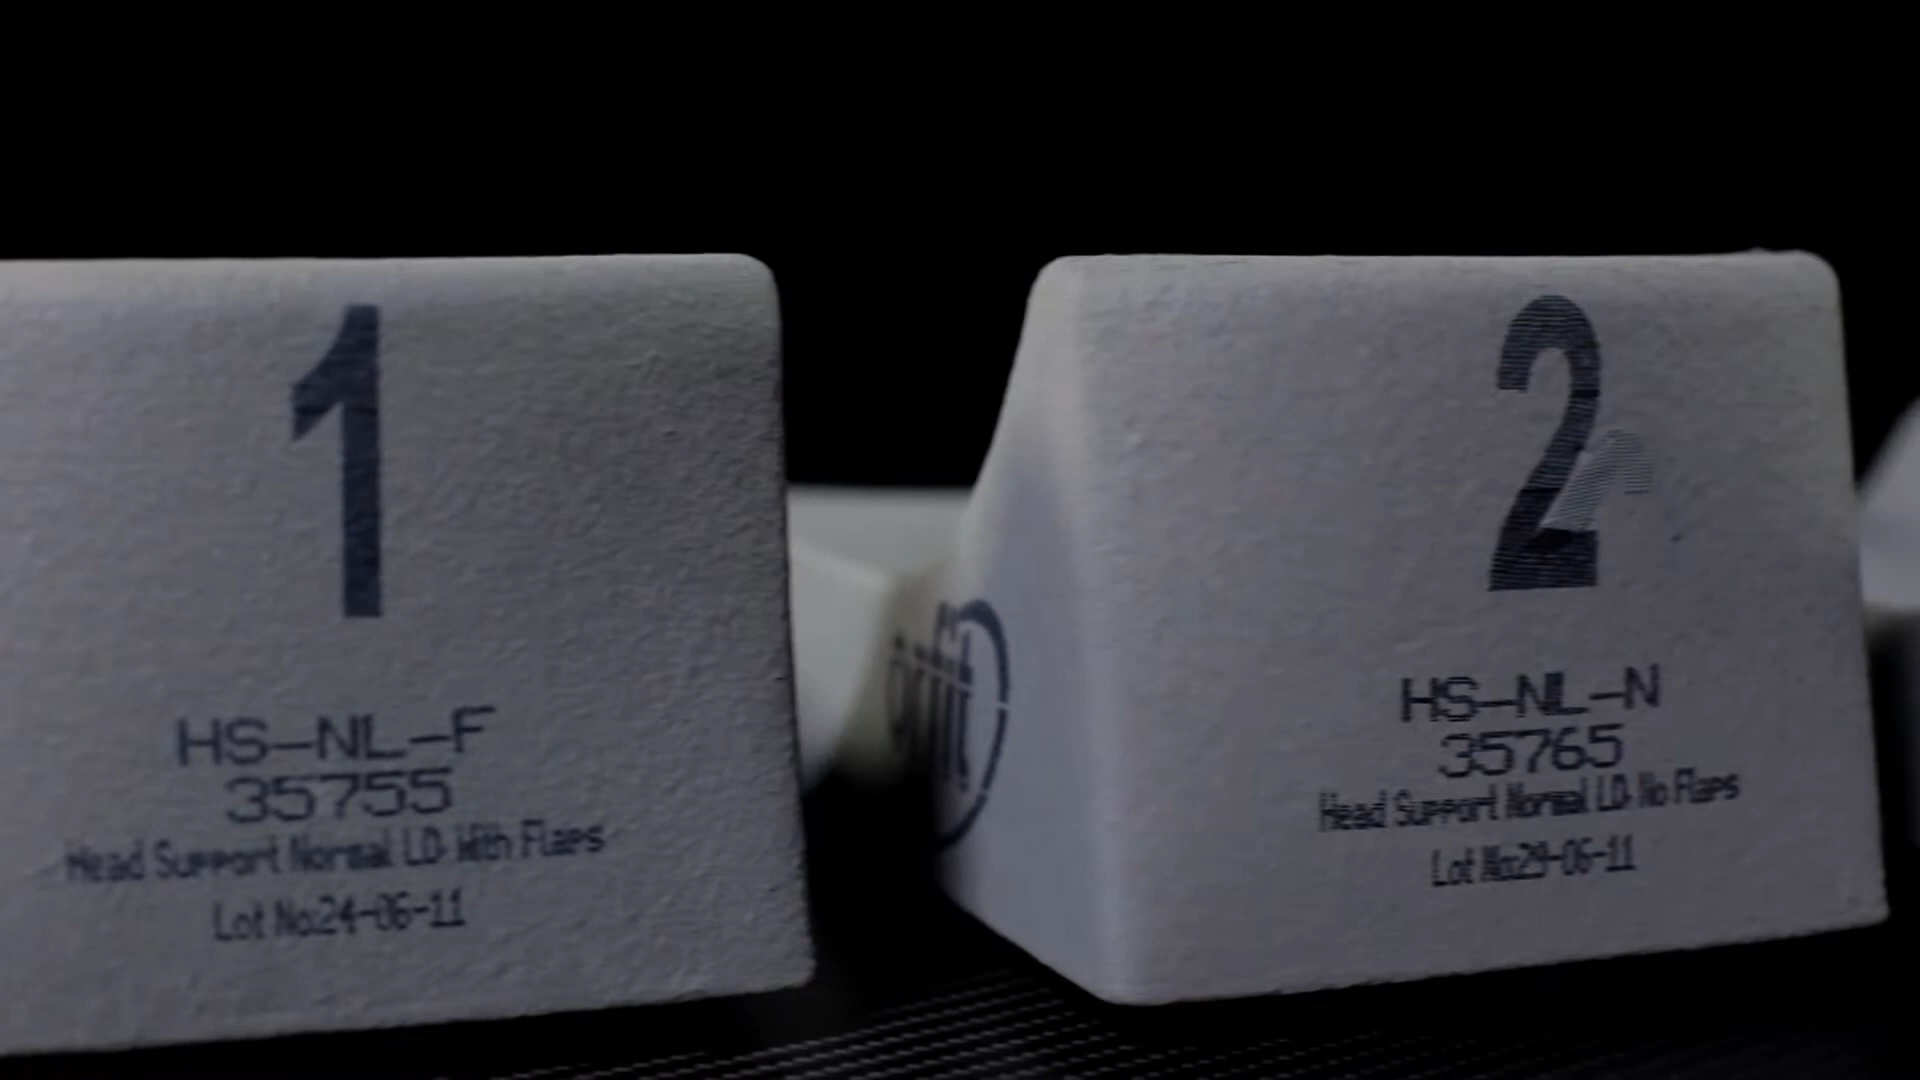 1
HS-NL-F
35755
Head Support Normal LD With Flaps
Lot No:24-06-11
2
HS-NL-N
35765
Head Support Normal LD No Flaps
Lot No:29-06-11